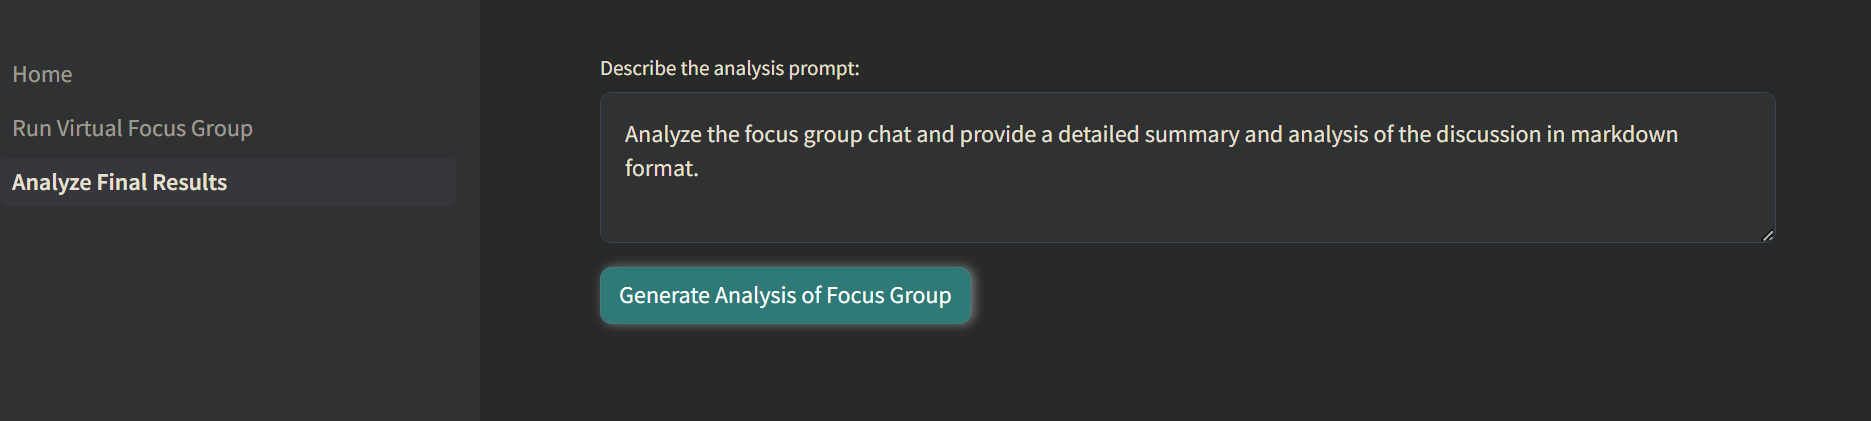 Home
Run Virtual Focus Group
Analyze Final Results
Describe the analysis prompt:
Analyze the focus group chat and provide a detailed summary and analysis of the discussion in markdown
format.
Generate Analysis of Focus Group